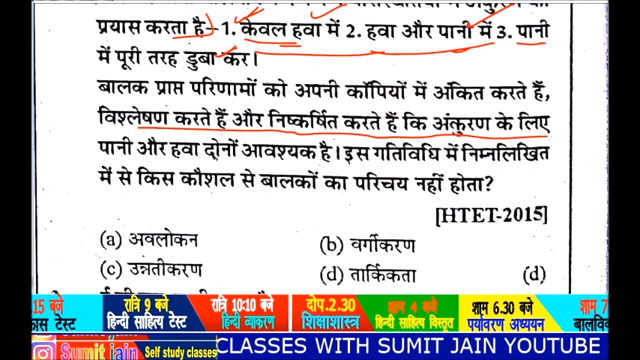 प्रयास करता है– 1. केवल हवा में 2. हवा और पानी में 3. पानी
में पूरी तरह डुबा कर।
बालक प्राप्त परिणामों को अपनी कॉपियों में अंकित करते हैं,
विश्लेषण करते हैं और निष्कर्षित करते हैं कि अंकुरण के लिए
पानी और हवा दोनों आवश्यक है। इस गतिविधि में निम्नलिखित
में से किस कौशल से बालकों का परिचय नहीं होता?
[HTET-2015]
(a) अवलोकन (b) वर्गीकरण
(c) उन्नतीकरण (d) तार्किकता (d)
15 बजे रात्रि 9 बजे रात्रि 10:10 बजे दोप. 2.30 शाम 4 बजे शाम 6.30 बजे शाम 7
टेस्ट हिन्दी साहित्य टेस्ट हिन्दी व्याकरण शिक्षाशास्त्र हिन्दी साहित्य विस्तृत पर्यावरण अध्ययन
Sumit Jain Self study classes CLASSES WITH SUMIT JAIN YOUTUBE